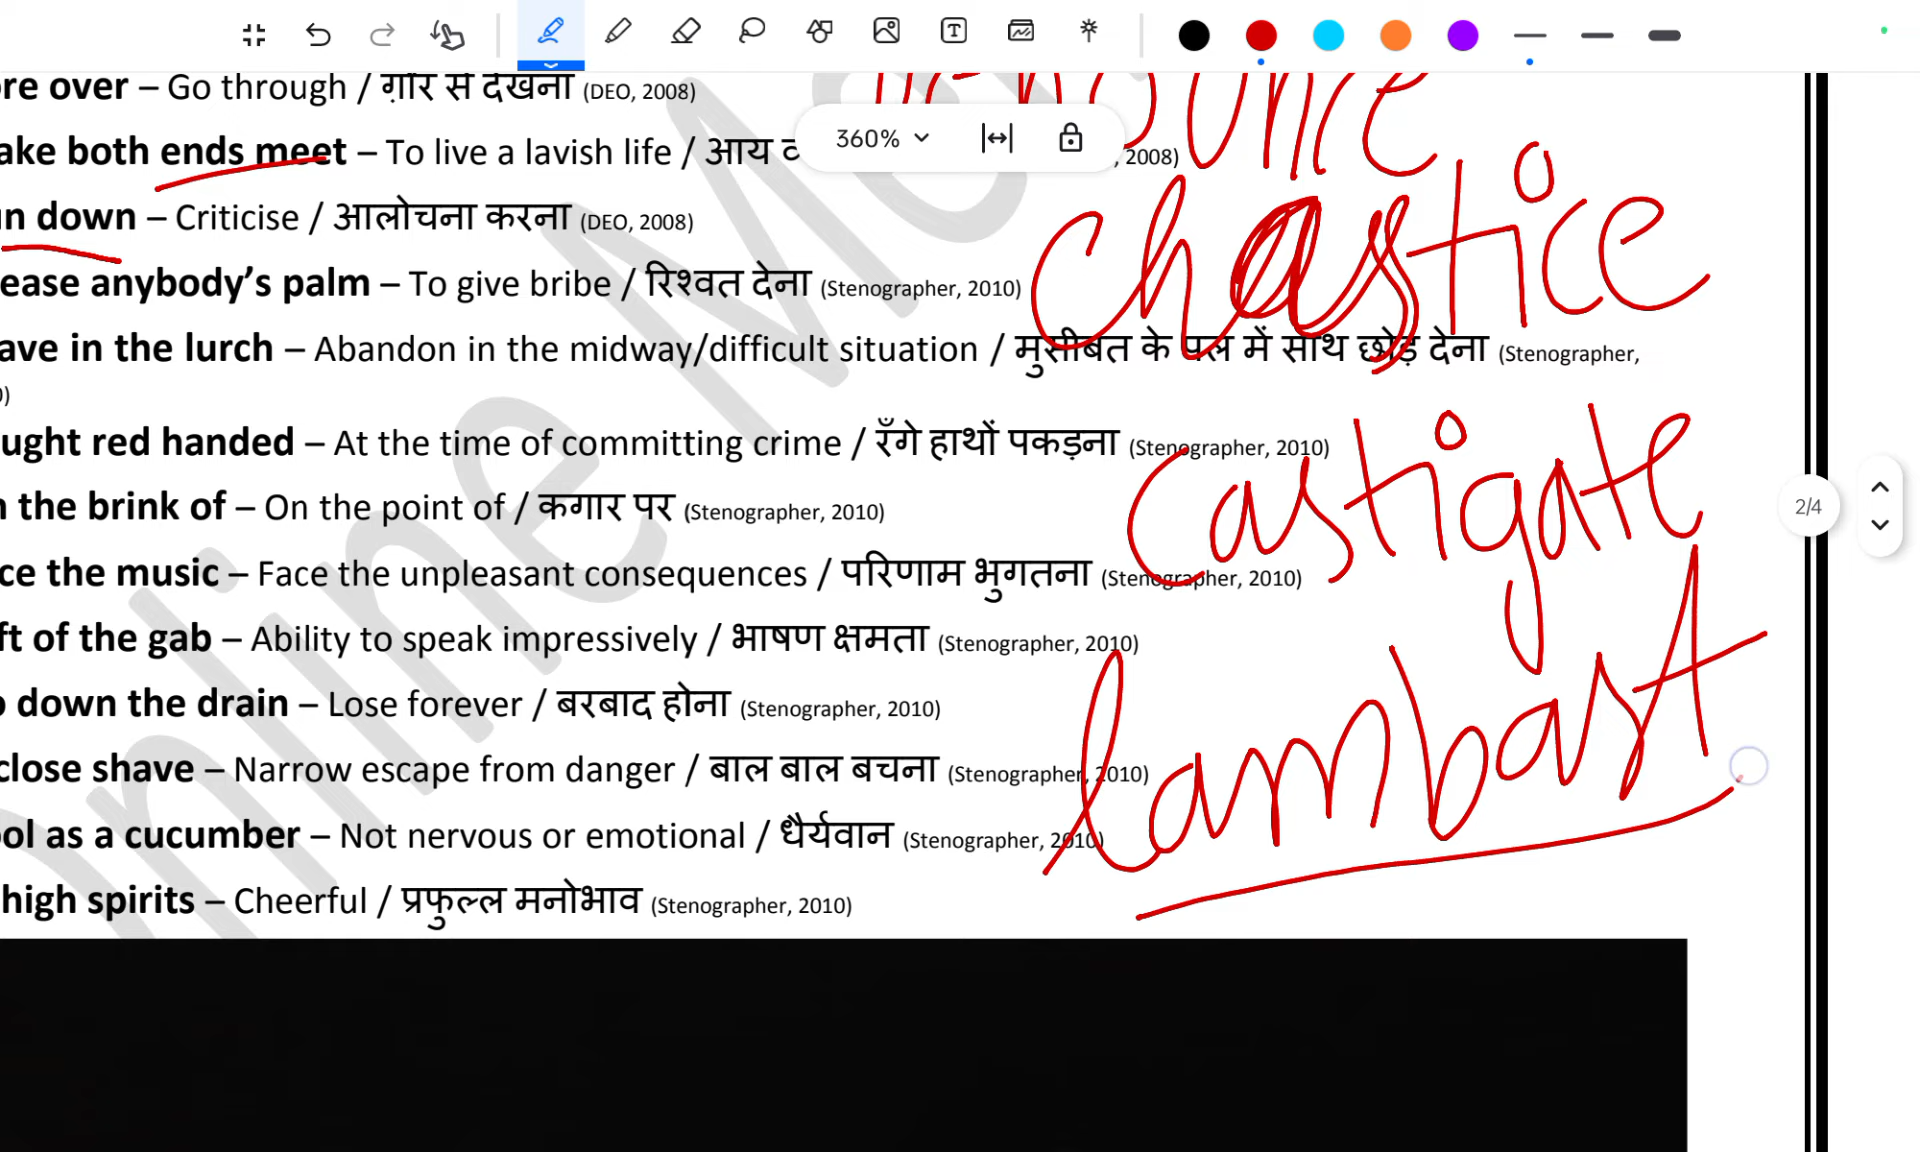 360%
re over – Go through / ग़ौर से देखना (DEO, 2008)
ake both ends meet – To live a lavish life / आय 2008)
n down – Criticise / आलोचना करना (DEO, 2008)
ease anybody's palm – To give bribe / रिश्वत देना (Stenographer, 2010)
ave in the lurch – Abandon in the midway/difficult situation / मुसीबत के पल में साथ छोड़ देना (Stenographer,
0)
ught red handed – At the time of committing crime / रँगे हाथों पकड़ना (Stenographer, 2010)
n the brink of – On the point of / कगार पर (Stenographer, 2010)
ce the music – Face the unpleasant consequences / परिणाम भुगतना (Stenographer, 2010)
ft of the gab – Ability to speak impressively / भाषण क्षमता (Stenographer, 2010)
o down the drain – Lose forever / बरबाद होना (Stenographer, 2010)
close shave – Narrow escape from danger / बाल बाल बचना (Stenographer, 2010)
ool as a cucumber – Not nervous or emotional / धैर्यवान (Stenographer, 2010)
high spirits – Cheerful / प्रफुल्ल मनोभाव (Stenographer, 2010)
chastice
castigate
lambast
2/4